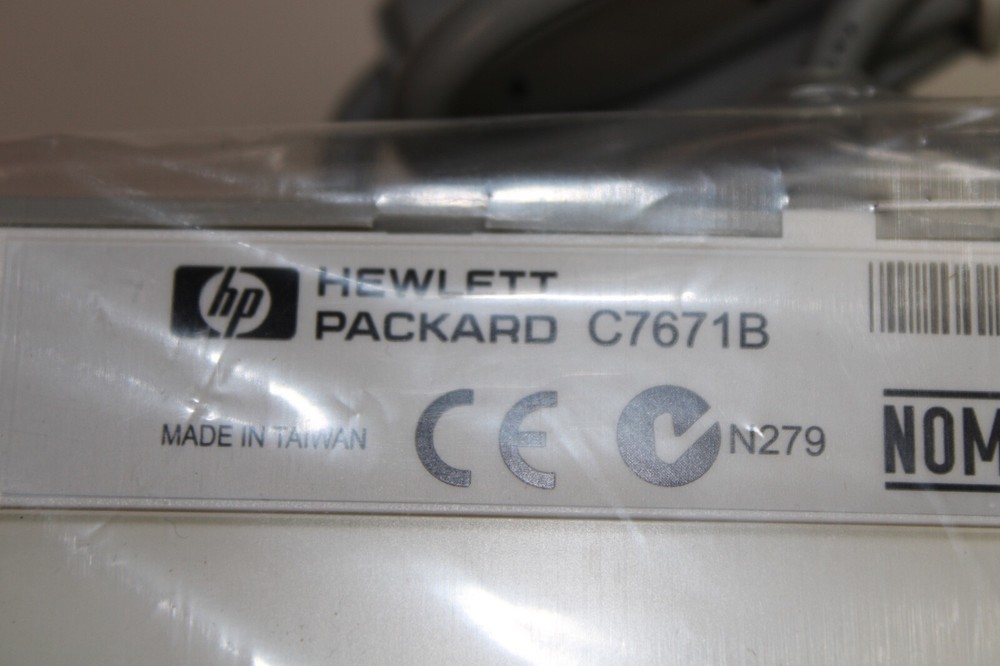 hp HEWLETT
PACKARD C7671B
MADE IN TAIWAN CE N279
NOM